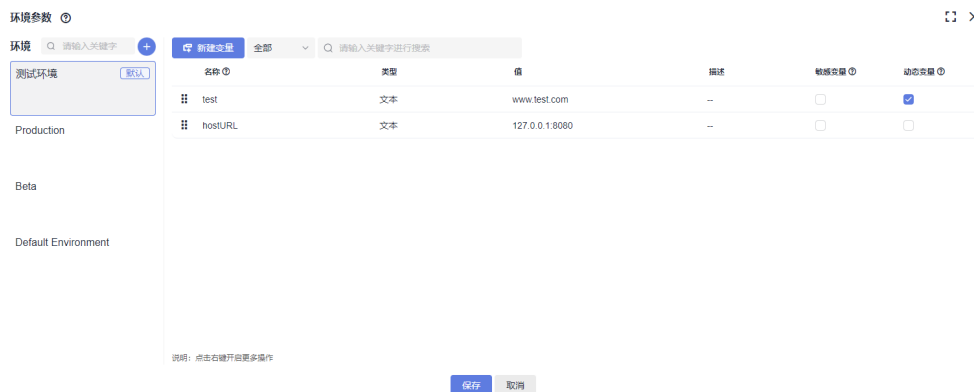 环境参数
环境 请输入关键字 +
新建变量 全部 请输入关键字进行搜索
测试环境 默认
Production
Beta
Default Environment
名称 类型 值 描述 敏感变量 动态变量
test 文本 www.test.com --
hostURL 文本 127.0.0.1:8080 --
说明：点击右键开启更多操作
保存 取消